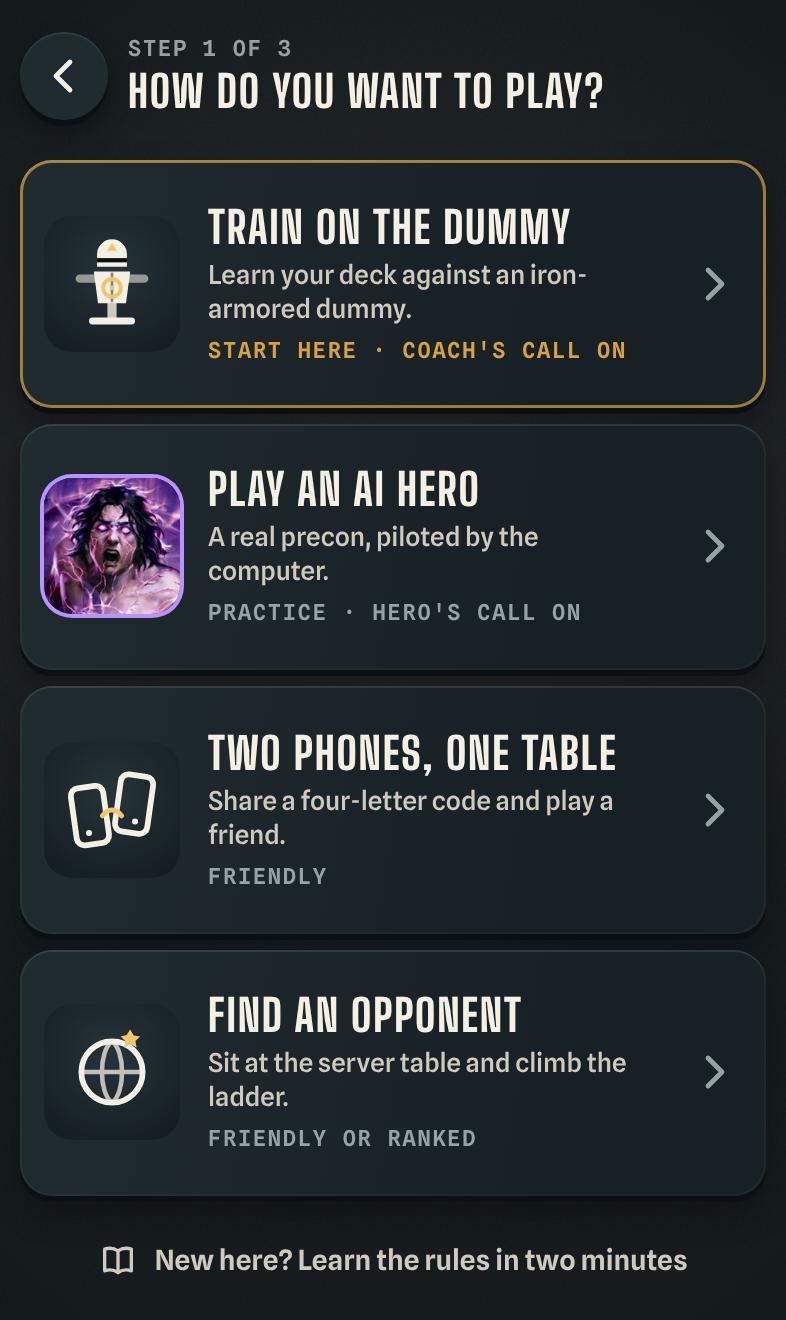 STEP 1 OF 3
HOW DO YOU WANT TO PLAY?
TRAIN ON THE DUMMY
Learn your deck against an iron-
armored dummy.
START HERE · COACH'S CALL ON
PLAY AN AI HERO
A real precon, piloted by the
computer.
PRACTICE · HERO'S CALL ON
TWO PHONES, ONE TABLE
Share a four-letter code and play a
friend.
FRIENDLY
FIND AN OPPONENT
Sit at the server table and climb the
ladder.
FRIENDLY OR RANKED
New here? Learn the rules in two minutes